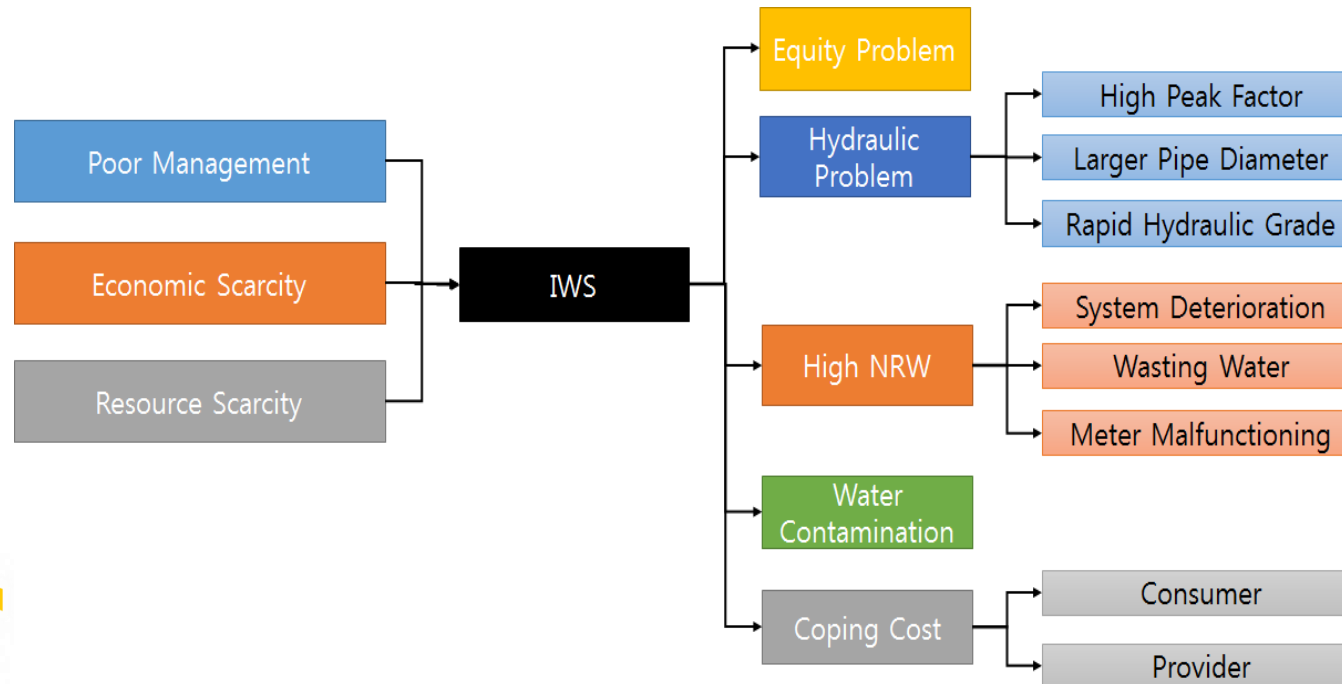 Poor Management
Economic Scarcity
Resource Scarcity
IWS
Equity Problem
Hydraulic
Problem
High NRW
Water
Contamination
Coping Cost
High Peak Factor
Larger Pipe Diameter
Rapid Hydraulic Grade
System Deterioration
Wasting Water
Meter Malfunctioning
Consumer
Provider